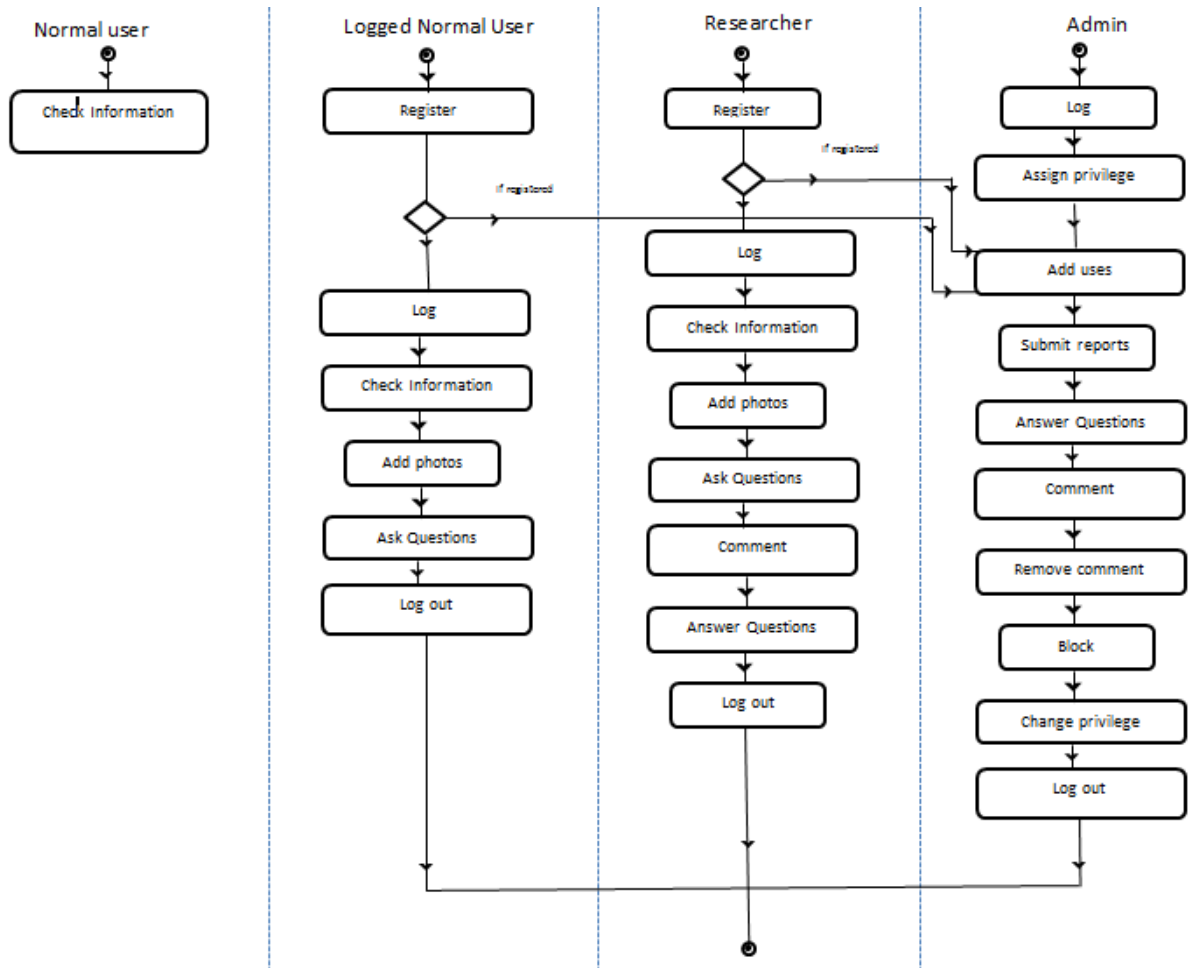 Normal user
Check Information
Logged Normal User
Register
If registered
Log
Check Information
Add photos
Ask Questions
Log out
Researcher
Register
If registered
Log
Check Information
Add photos
Ask Questions
Comment
Answer Questions
Log out
Admin
Log
Assign privilege
Add uses
Submit reports
Answer Questions
Comment
Remove comment
Block
Change privilege
Log out